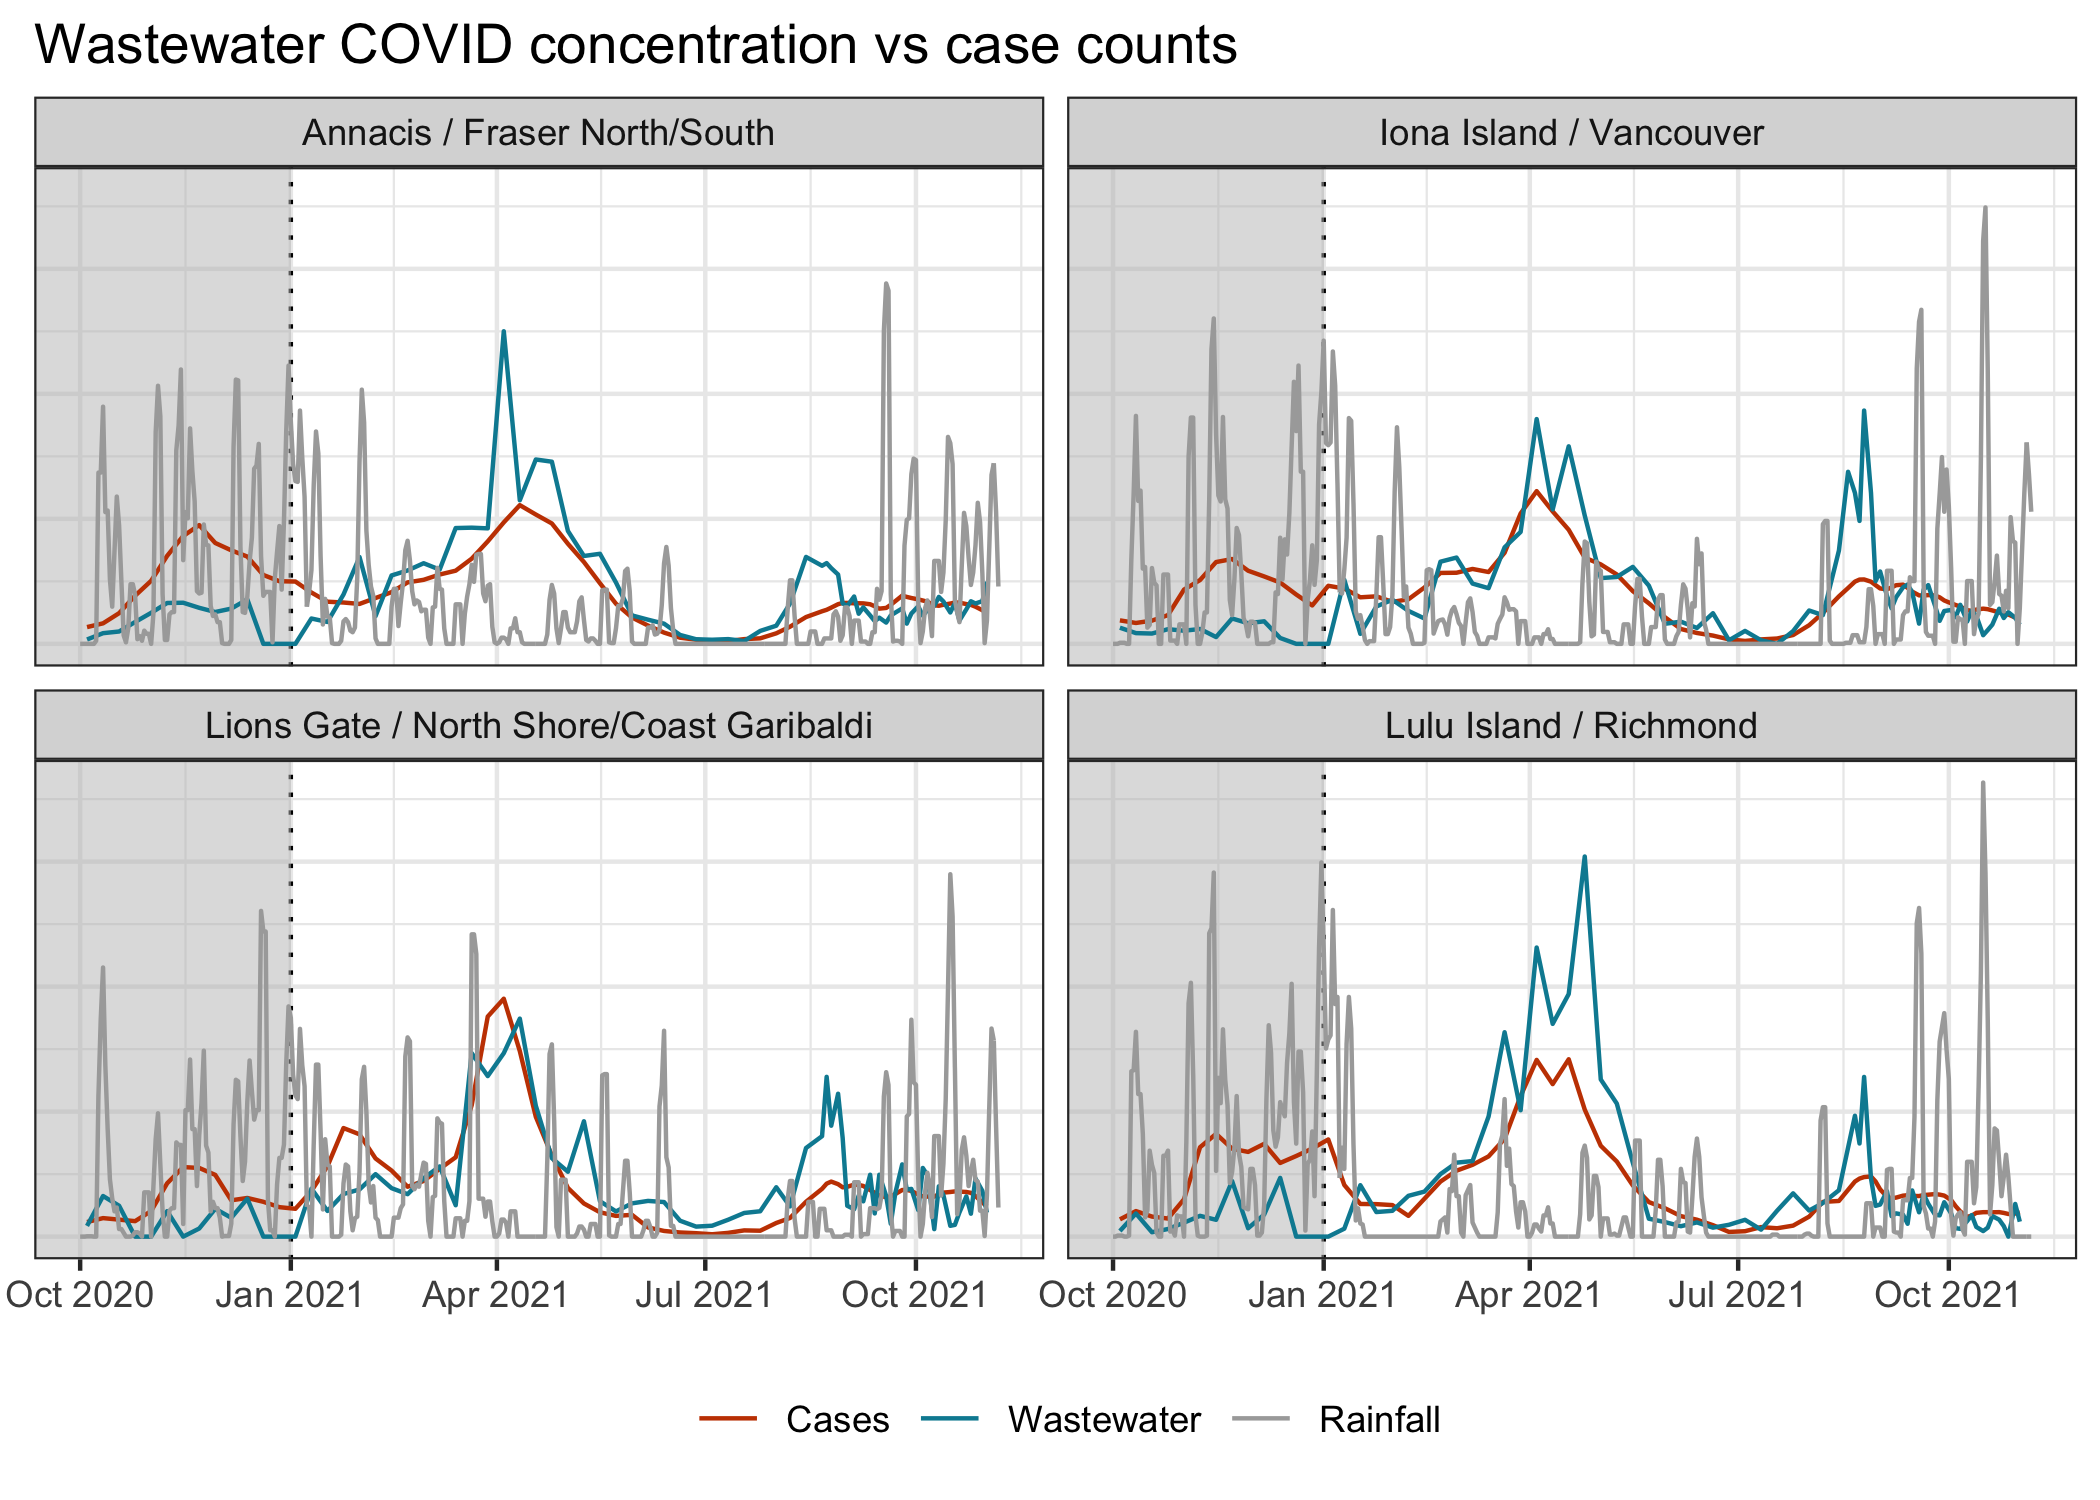 Wastewater COVID concentration vs case counts
Annacis / Fraser North/South
Iona Island / Vancouver
Lions Gate / North Shore/Coast Garibaldi
Lulu Island / Richmond
Oct 2020 Jan 2021 Apr 2021 Jul 2021 Oct 2021
Oct 2020 Jan 2021 Apr 2021 Jul 2021 Oct 2021
Cases Wastewater Rainfall